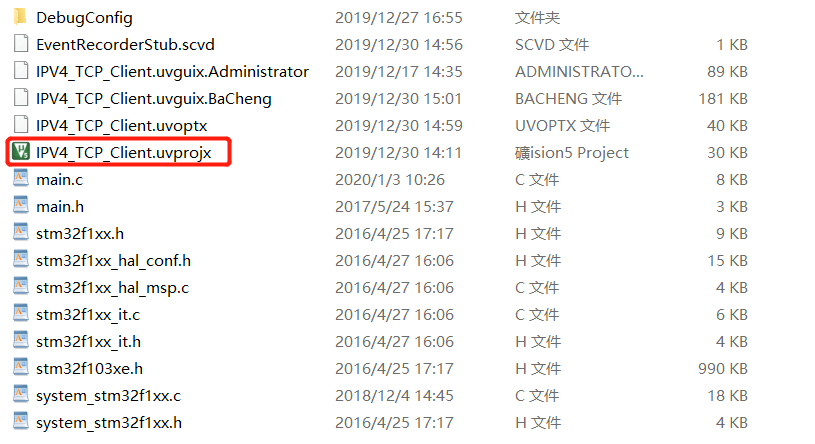 DebugConfig 2019/12/27 16:55 文件夹
EventRecorderStub.scvd 2019/12/30 14:56 SCVD 文件 1 KB
IPV4_TCP_Client.uvguix.Administrator 2019/12/17 14:35 ADMINISTRATO... 89 KB
IPV4_TCP_Client.uvguix.BaCheng 2019/12/30 15:01 BACHENG 文件 181 KB
IPV4_TCP_Client.uvoptx 2019/12/30 14:59 UVOPTX 文件 40 KB
IPV4_TCP_Client.uvprojx 2019/12/30 14:11 礦ision5 Project 30 KB
main.c 2020/1/3 10:26 C 文件 8 KB
main.h 2017/5/24 15:37 H 文件 3 KB
stm32f1xx.h 2016/4/25 17:17 H 文件 9 KB
stm32f1xx_hal_conf.h 2016/4/27 16:06 H 文件 15 KB
stm32f1xx_hal_msp.c 2016/4/27 16:06 C 文件 4 KB
stm32f1xx_it.c 2016/4/27 16:06 C 文件 6 KB
stm32f1xx_it.h 2016/4/27 16:06 H 文件 4 KB
stm32f103xe.h 2016/4/25 17:17 H 文件 990 KB
system_stm32f1xx.c 2018/12/4 14:45 C 文件 18 KB
system_stm32f1xx.h 2016/4/25 17:17 H 文件 4 KB